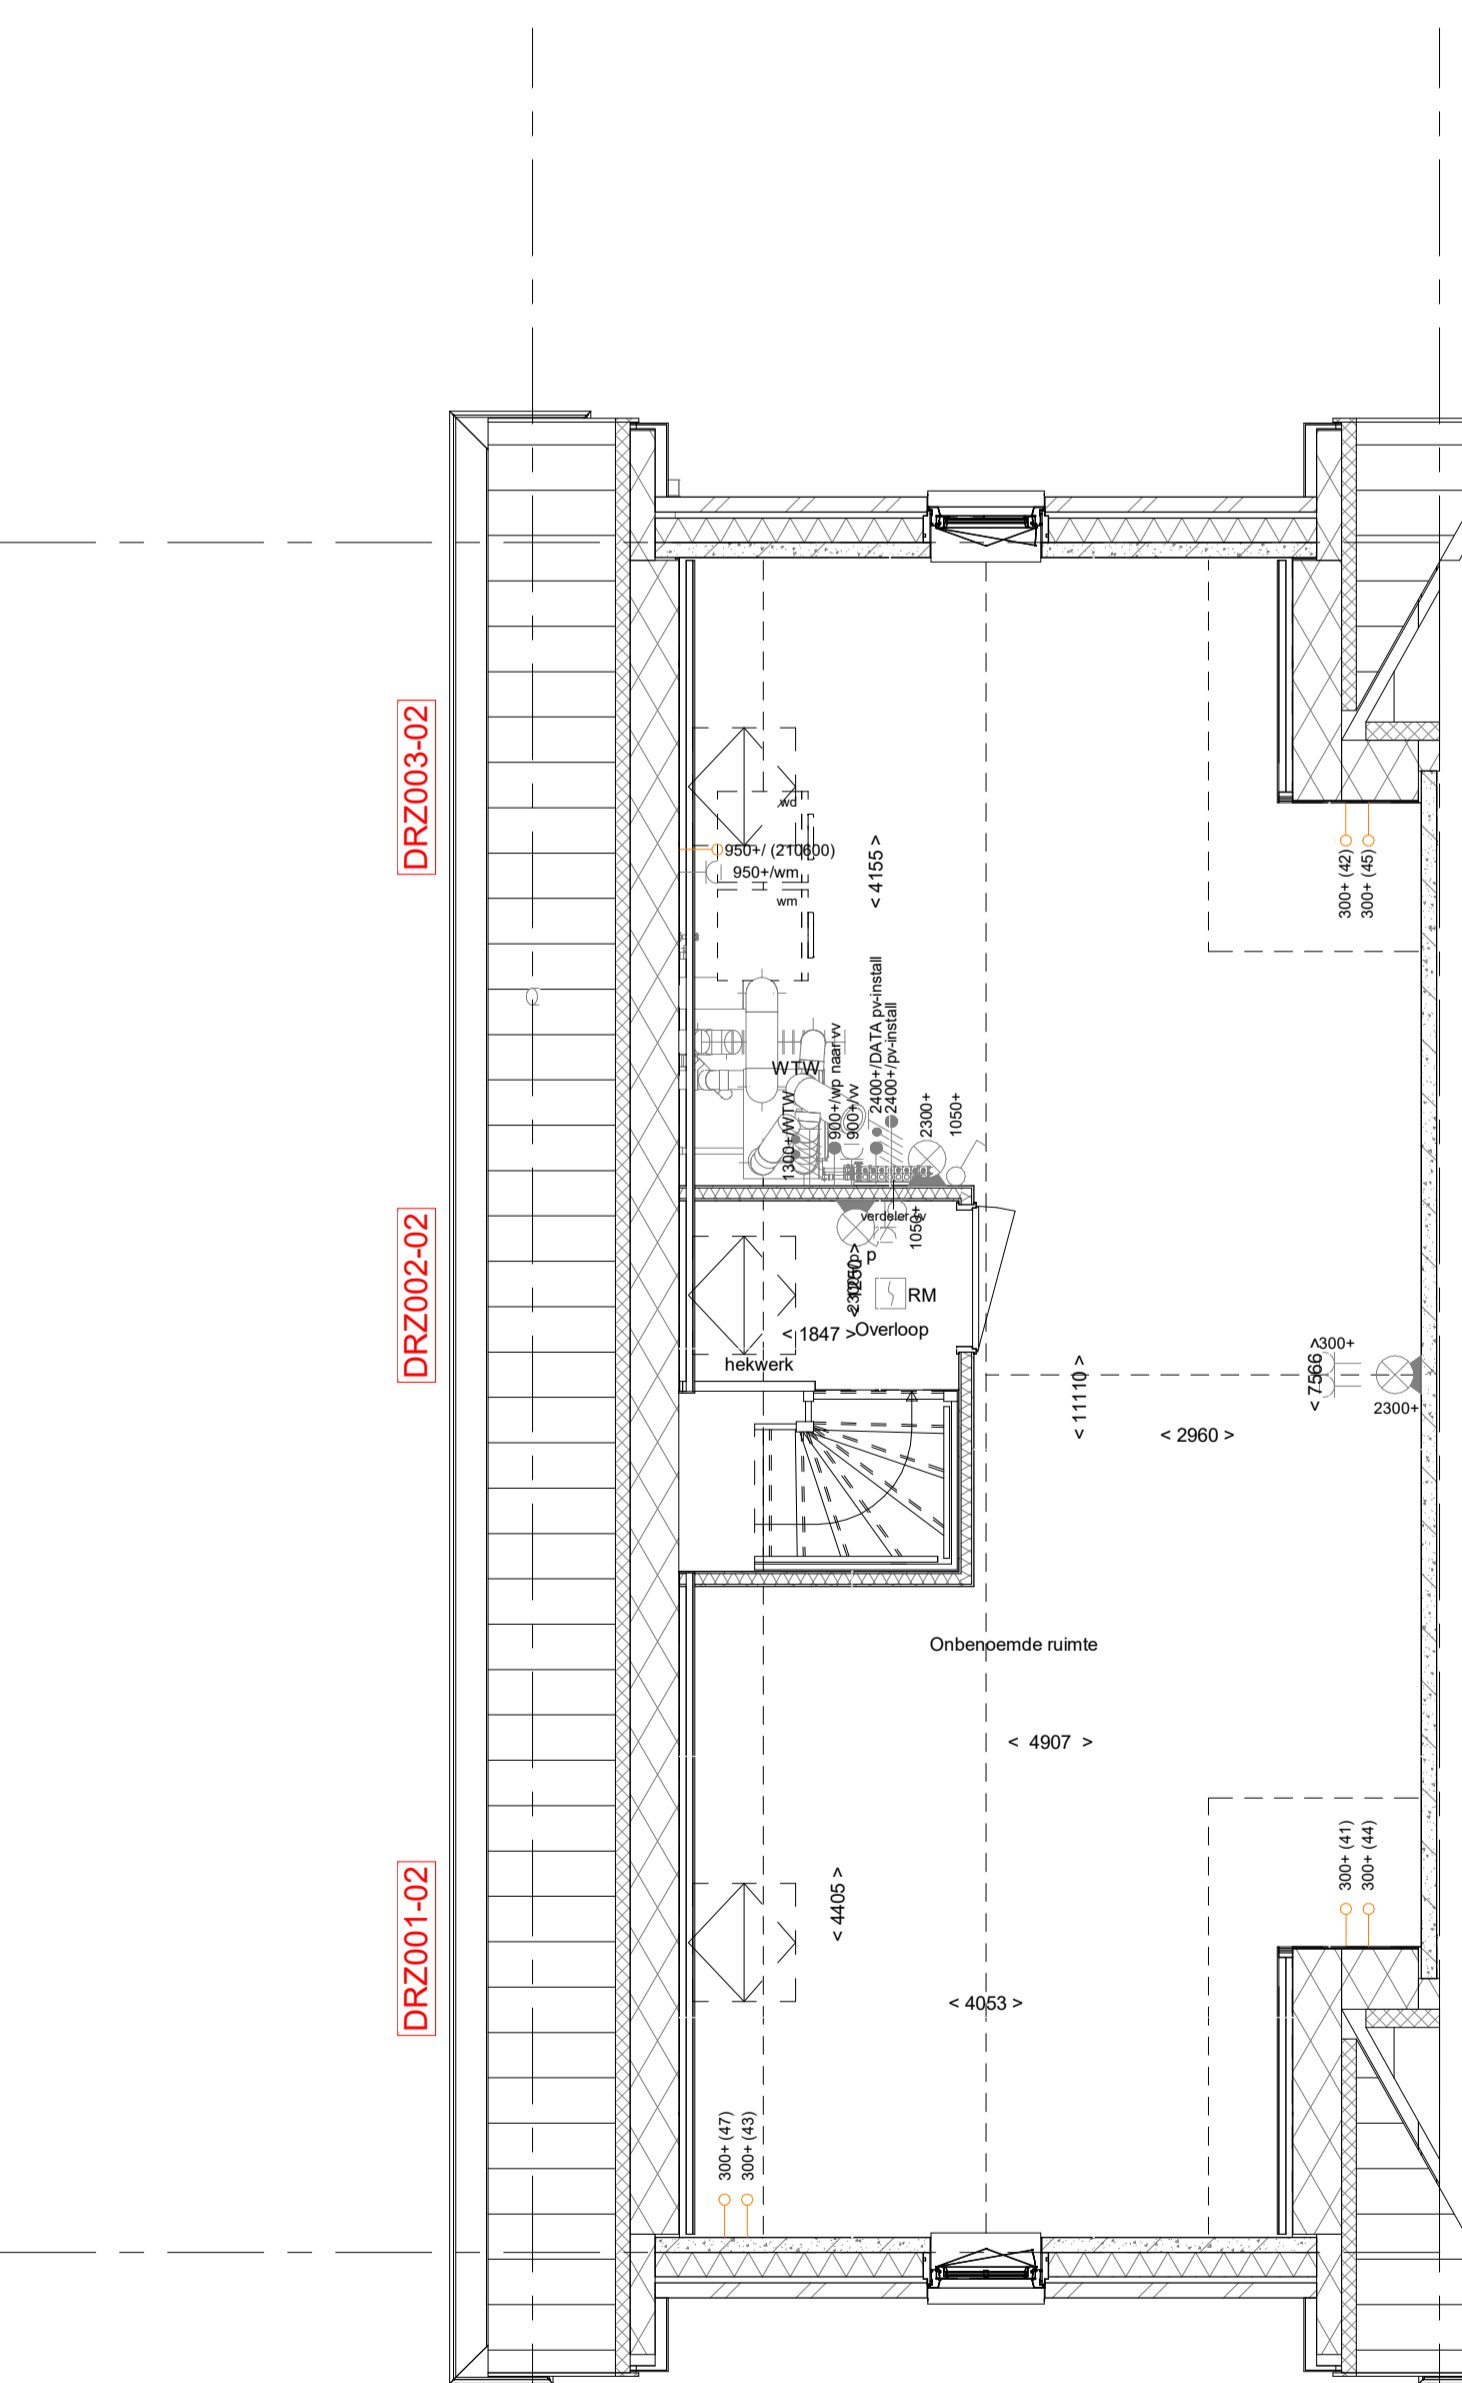 DRZ003-02
wd
950+/ (210600)
950+/wm
wm
< 4155 >
300+ (42)
300+ (45)
WTW
1300+/WTW
900+/wp naar vv
900+/vv
2400+/DATA pv-install
2400+/pv-install
2300+
1050+
DRZ002-02
verdeler vv
1050+
p
< 1250 >
RM
Overloop
< 1847 >
hekwerk
< 11110 >
< 7566 >
300+
2300+
< 2960 >
Onbenoemde ruimte
< 4907 >
DRZ001-02
< 4405 >
300+ (41)
300+ (44)
< 4053 >
300+ (47)
300+ (43)